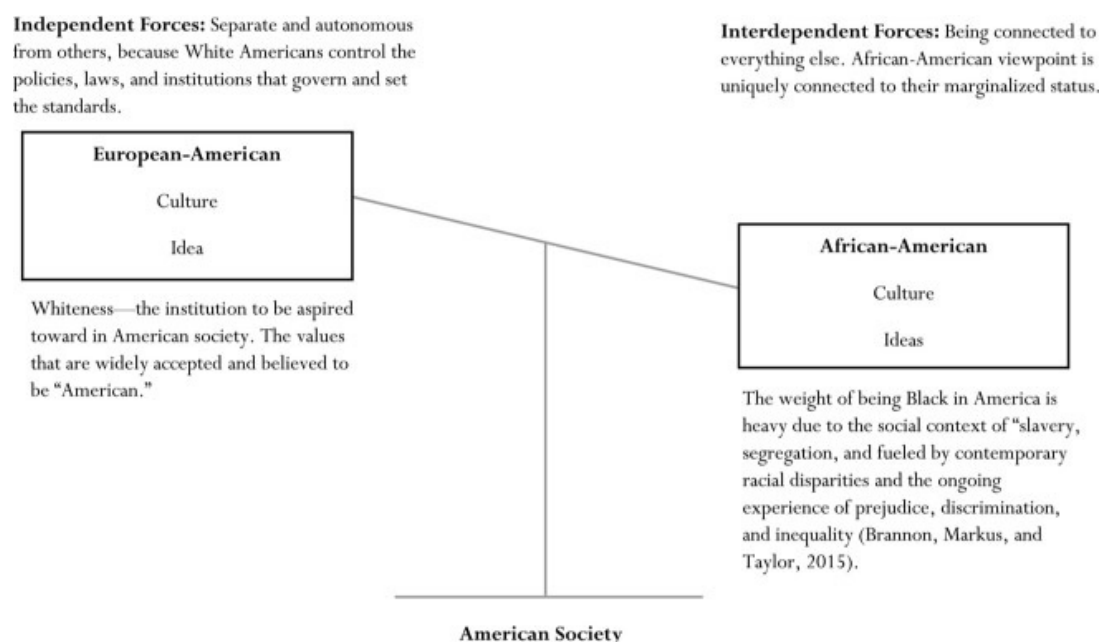 Independent Forces: Separate and autonomous
from others, because White Americans control the
policies, laws, and institutions that govern and set
the standards.
European-American
Culture
Idea
Whiteness—the institution to be aspired
toward in American society. The values
that are widely accepted and believed to
be “American.”
Interdependent Forces: Being connected to
everything else. African-American viewpoint is
uniquely connected to their marginalized status.
African-American
Culture
Ideas
The weight of being Black in America is
heavy due to the social context of “slavery,
segregation, and fueled by contemporary
racial disparities and the ongoing
experience of prejudice, discrimination,
and inequality (Brannon, Markus, and
Taylor, 2015).
American Society